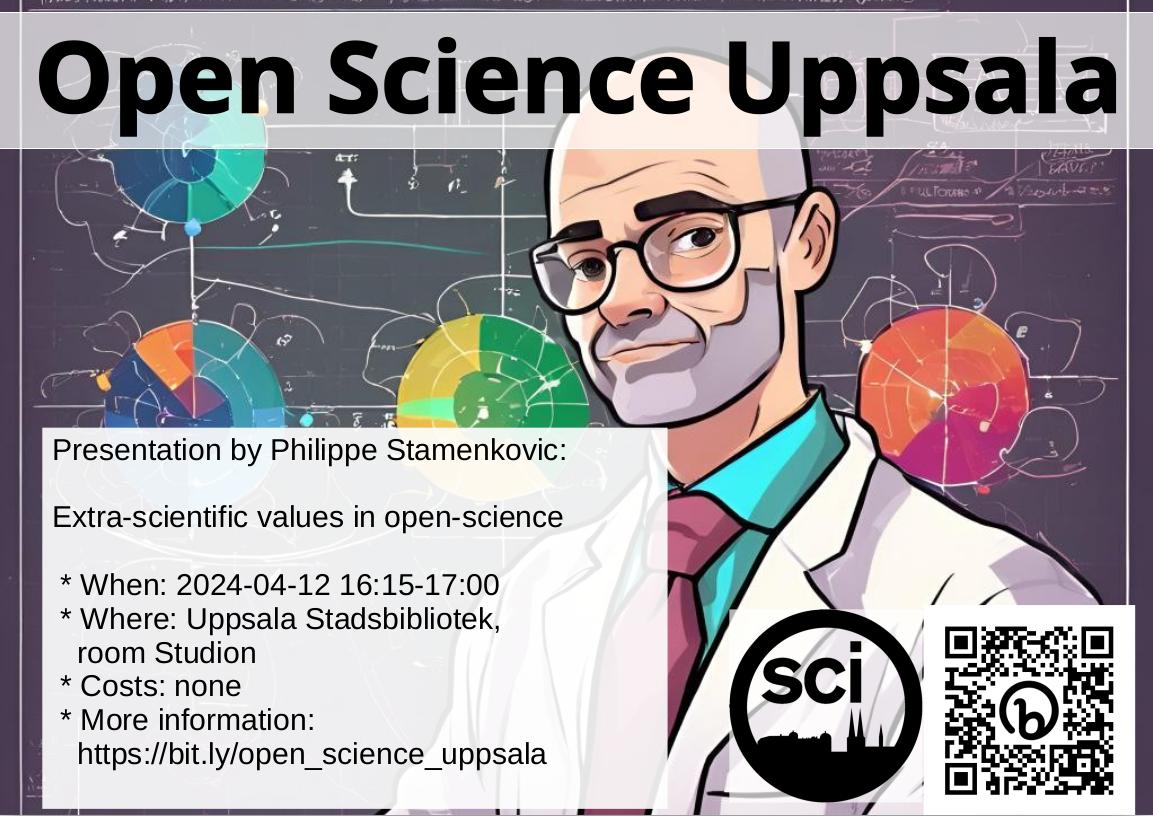 Open Science Uppsala
Presentation by Philippe Stamenkovic:
Extra-scientific values in open-science
* When: 2024-04-12 16:15-17:00
* Where: Uppsala Stadsbibliotek,
room Studion
* Costs: none
* More information:
https://bit.ly/open_science_uppsala
sci
b